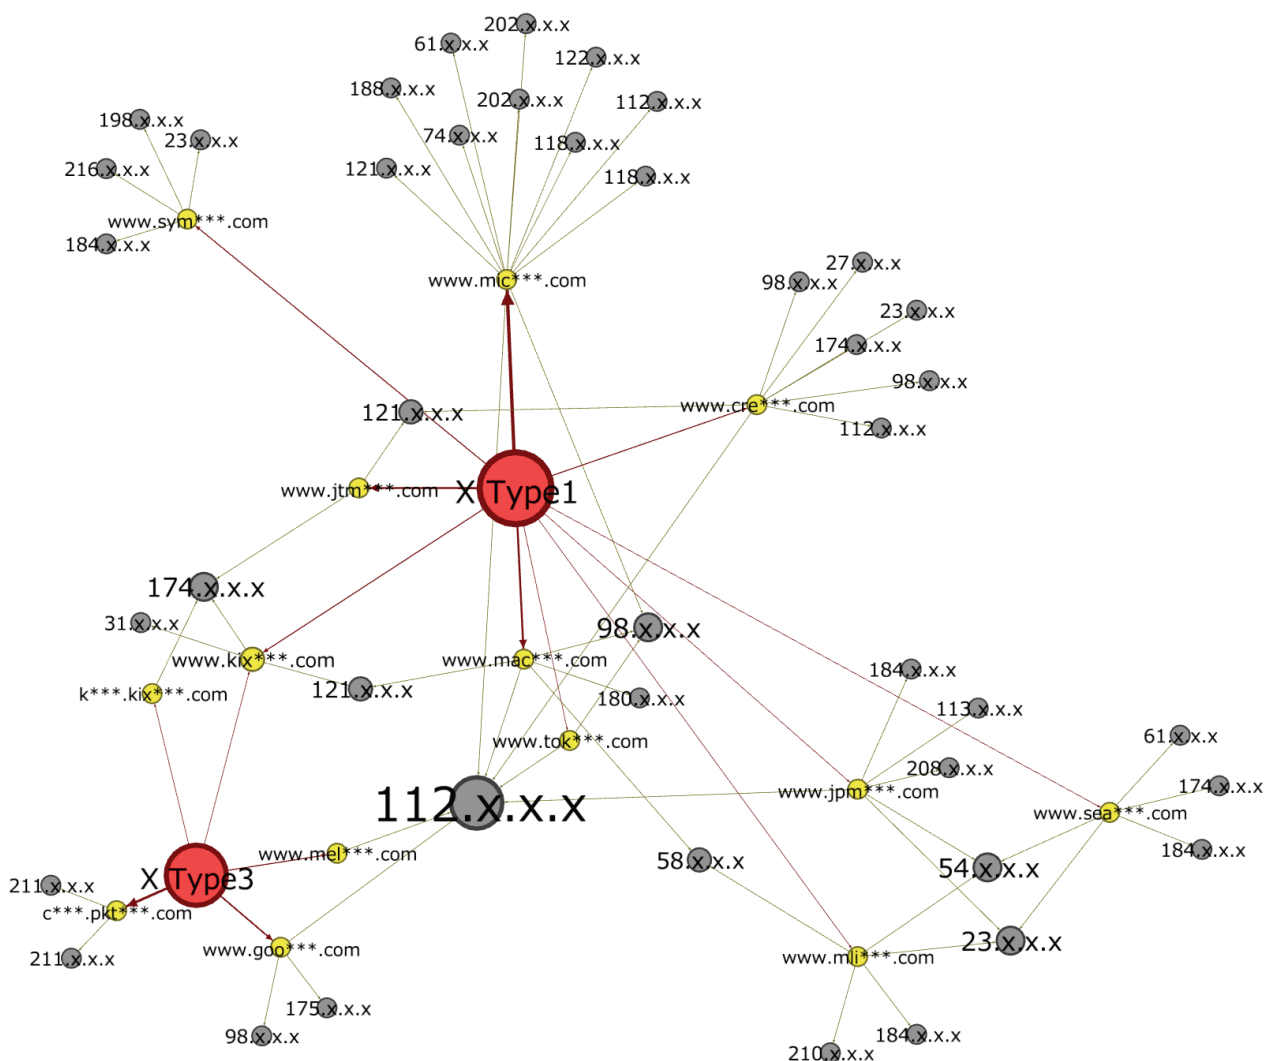 202.x.x.x
61.x.x.x
122.x.x.x
188.x.x.x
202.x.x.x
112.x.x.x
198.x.x.x
74.x.x.x
23.x.x.x
118.x.x.x
216.x.x.x
121.x.x.x
118.x.x.x
www.sym***.com
184.x.x.x
www.mic***.com
27.x.x.x
98.x.x.x
23.x.x.x
174.x.x.x
98.x.x.x
www.cre***.com
121.x.x.x
112.x.x.x
www.jtm***.com
X Type1
174.x.x.x
31.x.x.x
98.x.x.x
www.kix***.com
www.mac***.com
184.x.x.x
121.x.x.x
k***.kix***.com
180.x.x.x
113.x.x.x
www.tok***.com
61.x.x.x
208.x.x.x
174.x.x.x
www.jpm***.com
112.x.x.x
www.sea***.com
www.mel***.com
184.x.x.x
58.x.x.x
54.x.x.x
X Type3
211.x.x.x
c***.pkt***.com
23.x.x.x
www.goo***.com
211.x.x.x
www.mli***.com
175.x.x.x
98.x.x.x
184.x.x.x
210.x.x.x